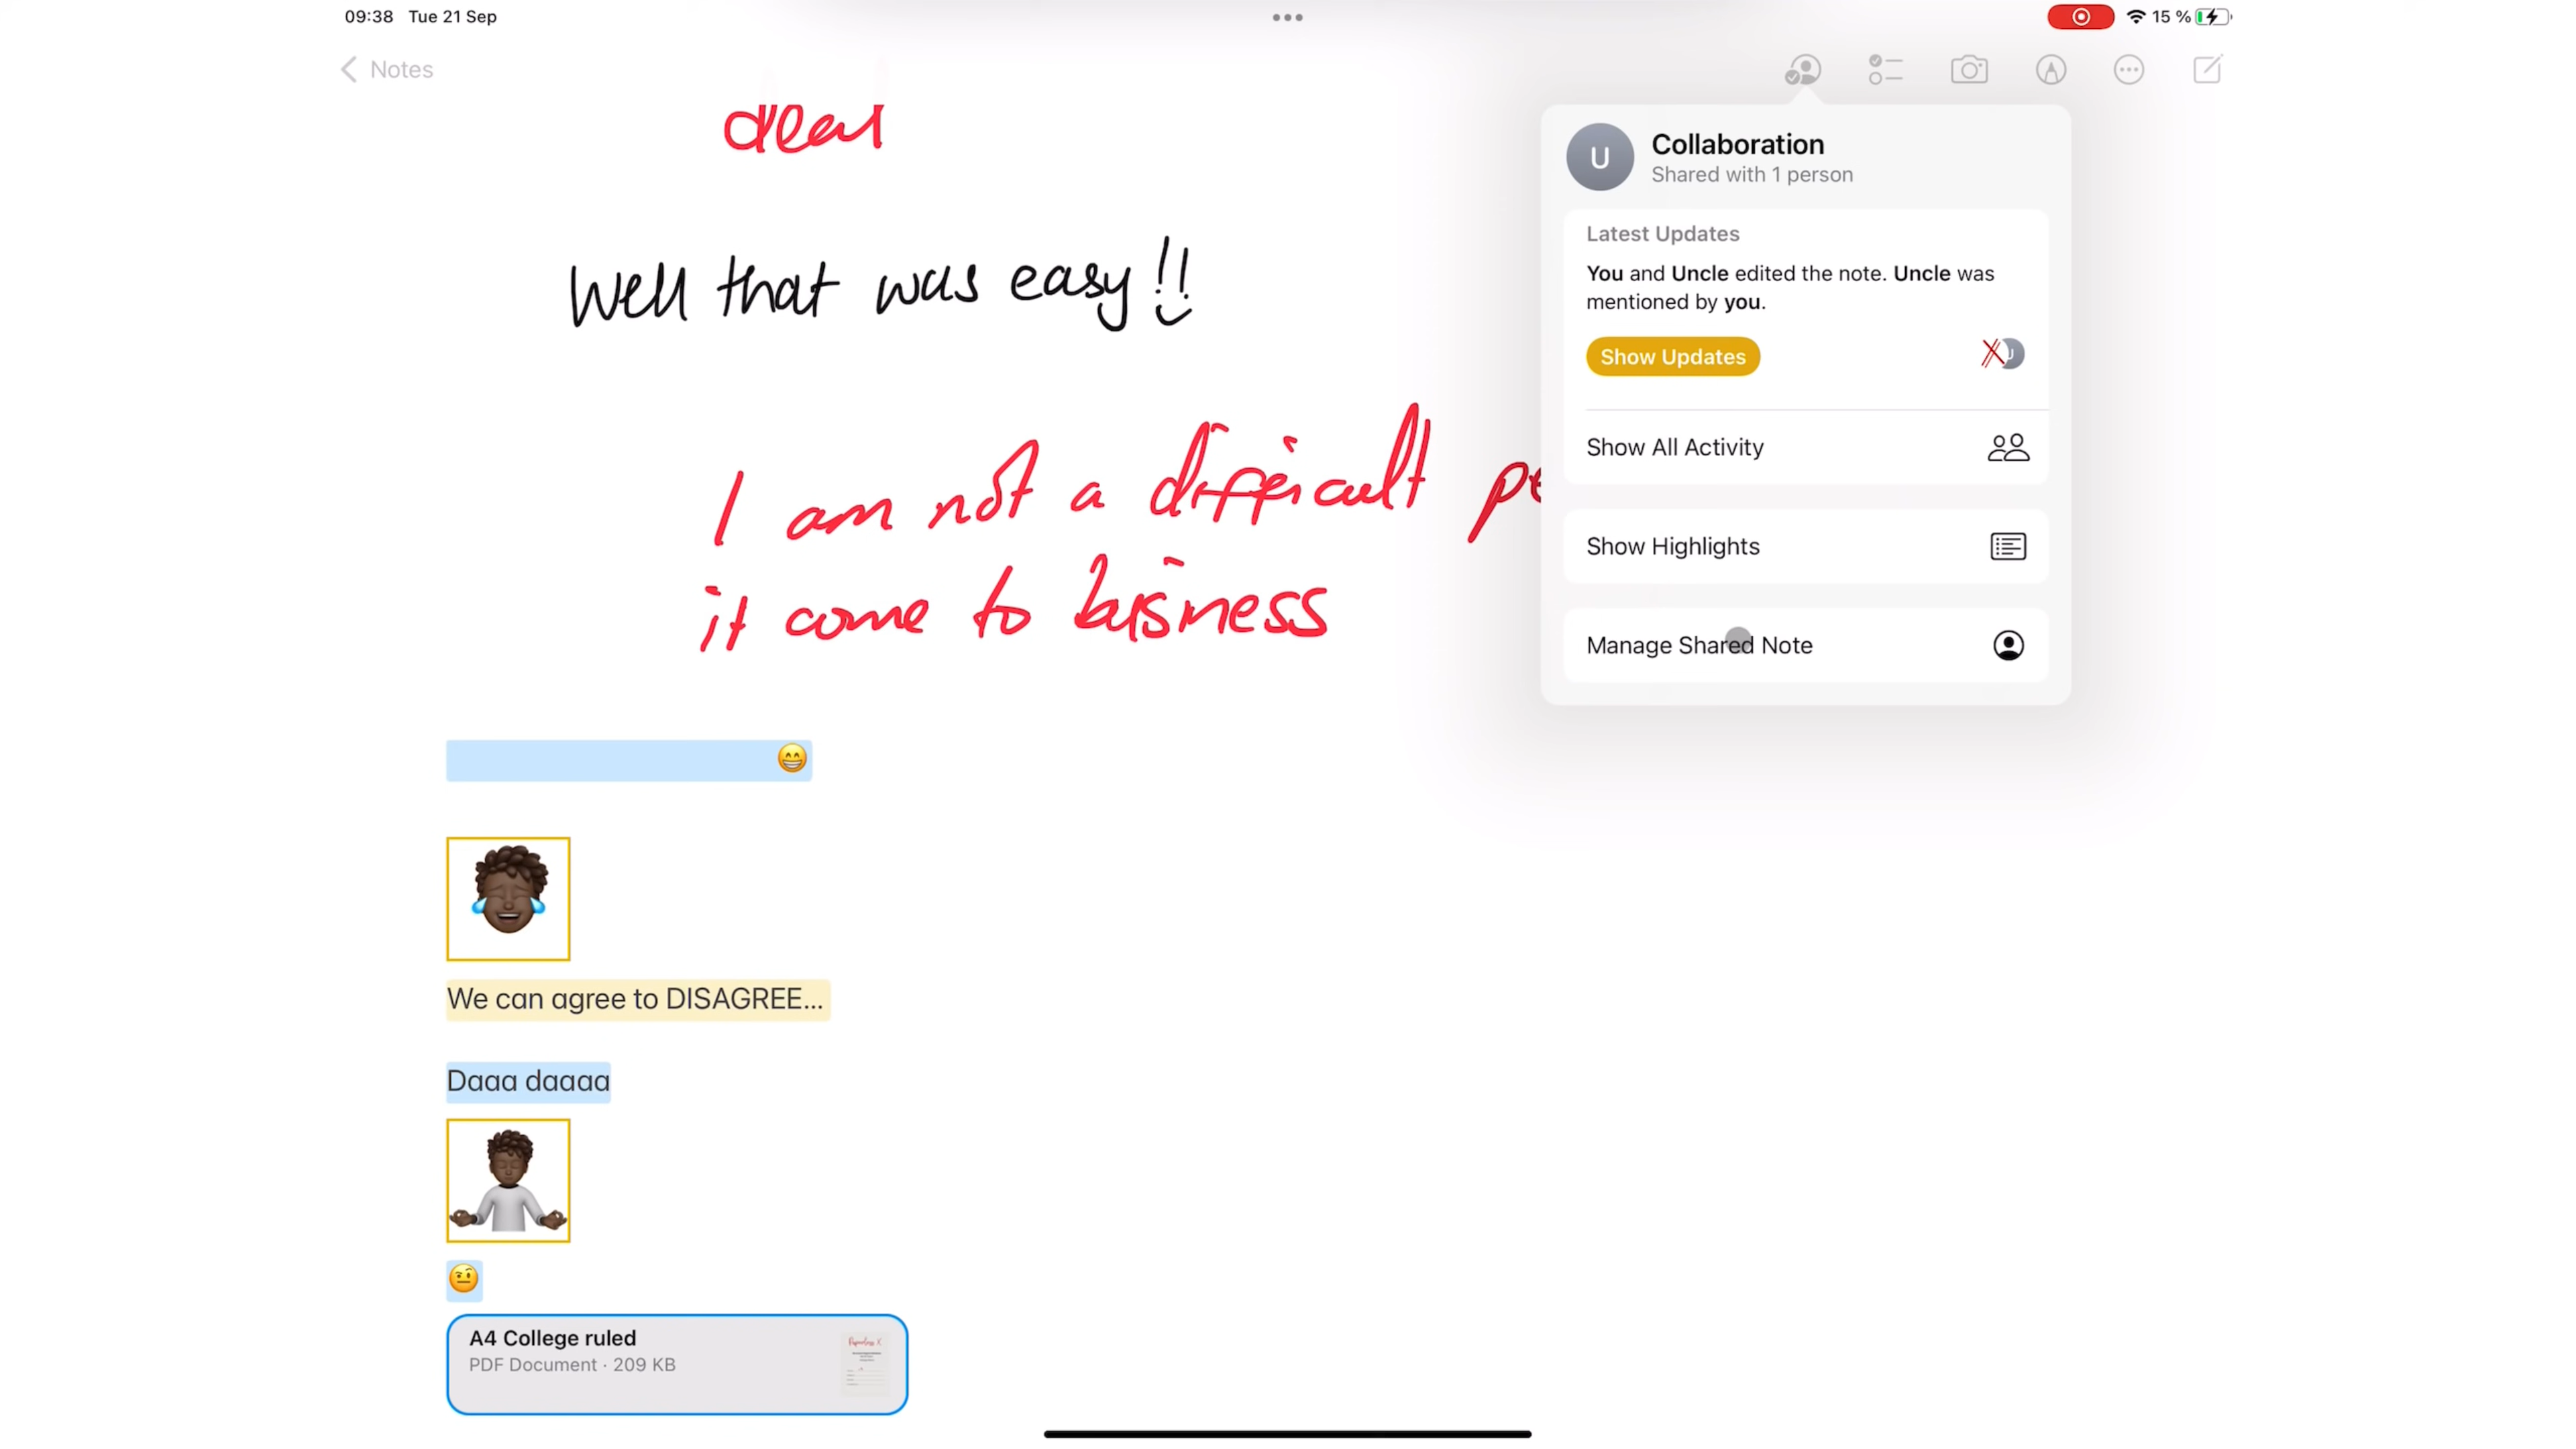 09:38 Tue 21 Sep
15 %
Notes
deal
Well that was easy!!
I am not a difficult pe
it come to business
U
Collaboration
Shared with 1 person
Latest Updates
You and Uncle edited the note. Uncle was
mentioned by you.
Show Updates
Show All Activity
Show Highlights
Manage Shared Note
We can agree to DISAGREE...
Daaa daaaa
A4 College ruled
PDF Document · 209 KB
Paperless X